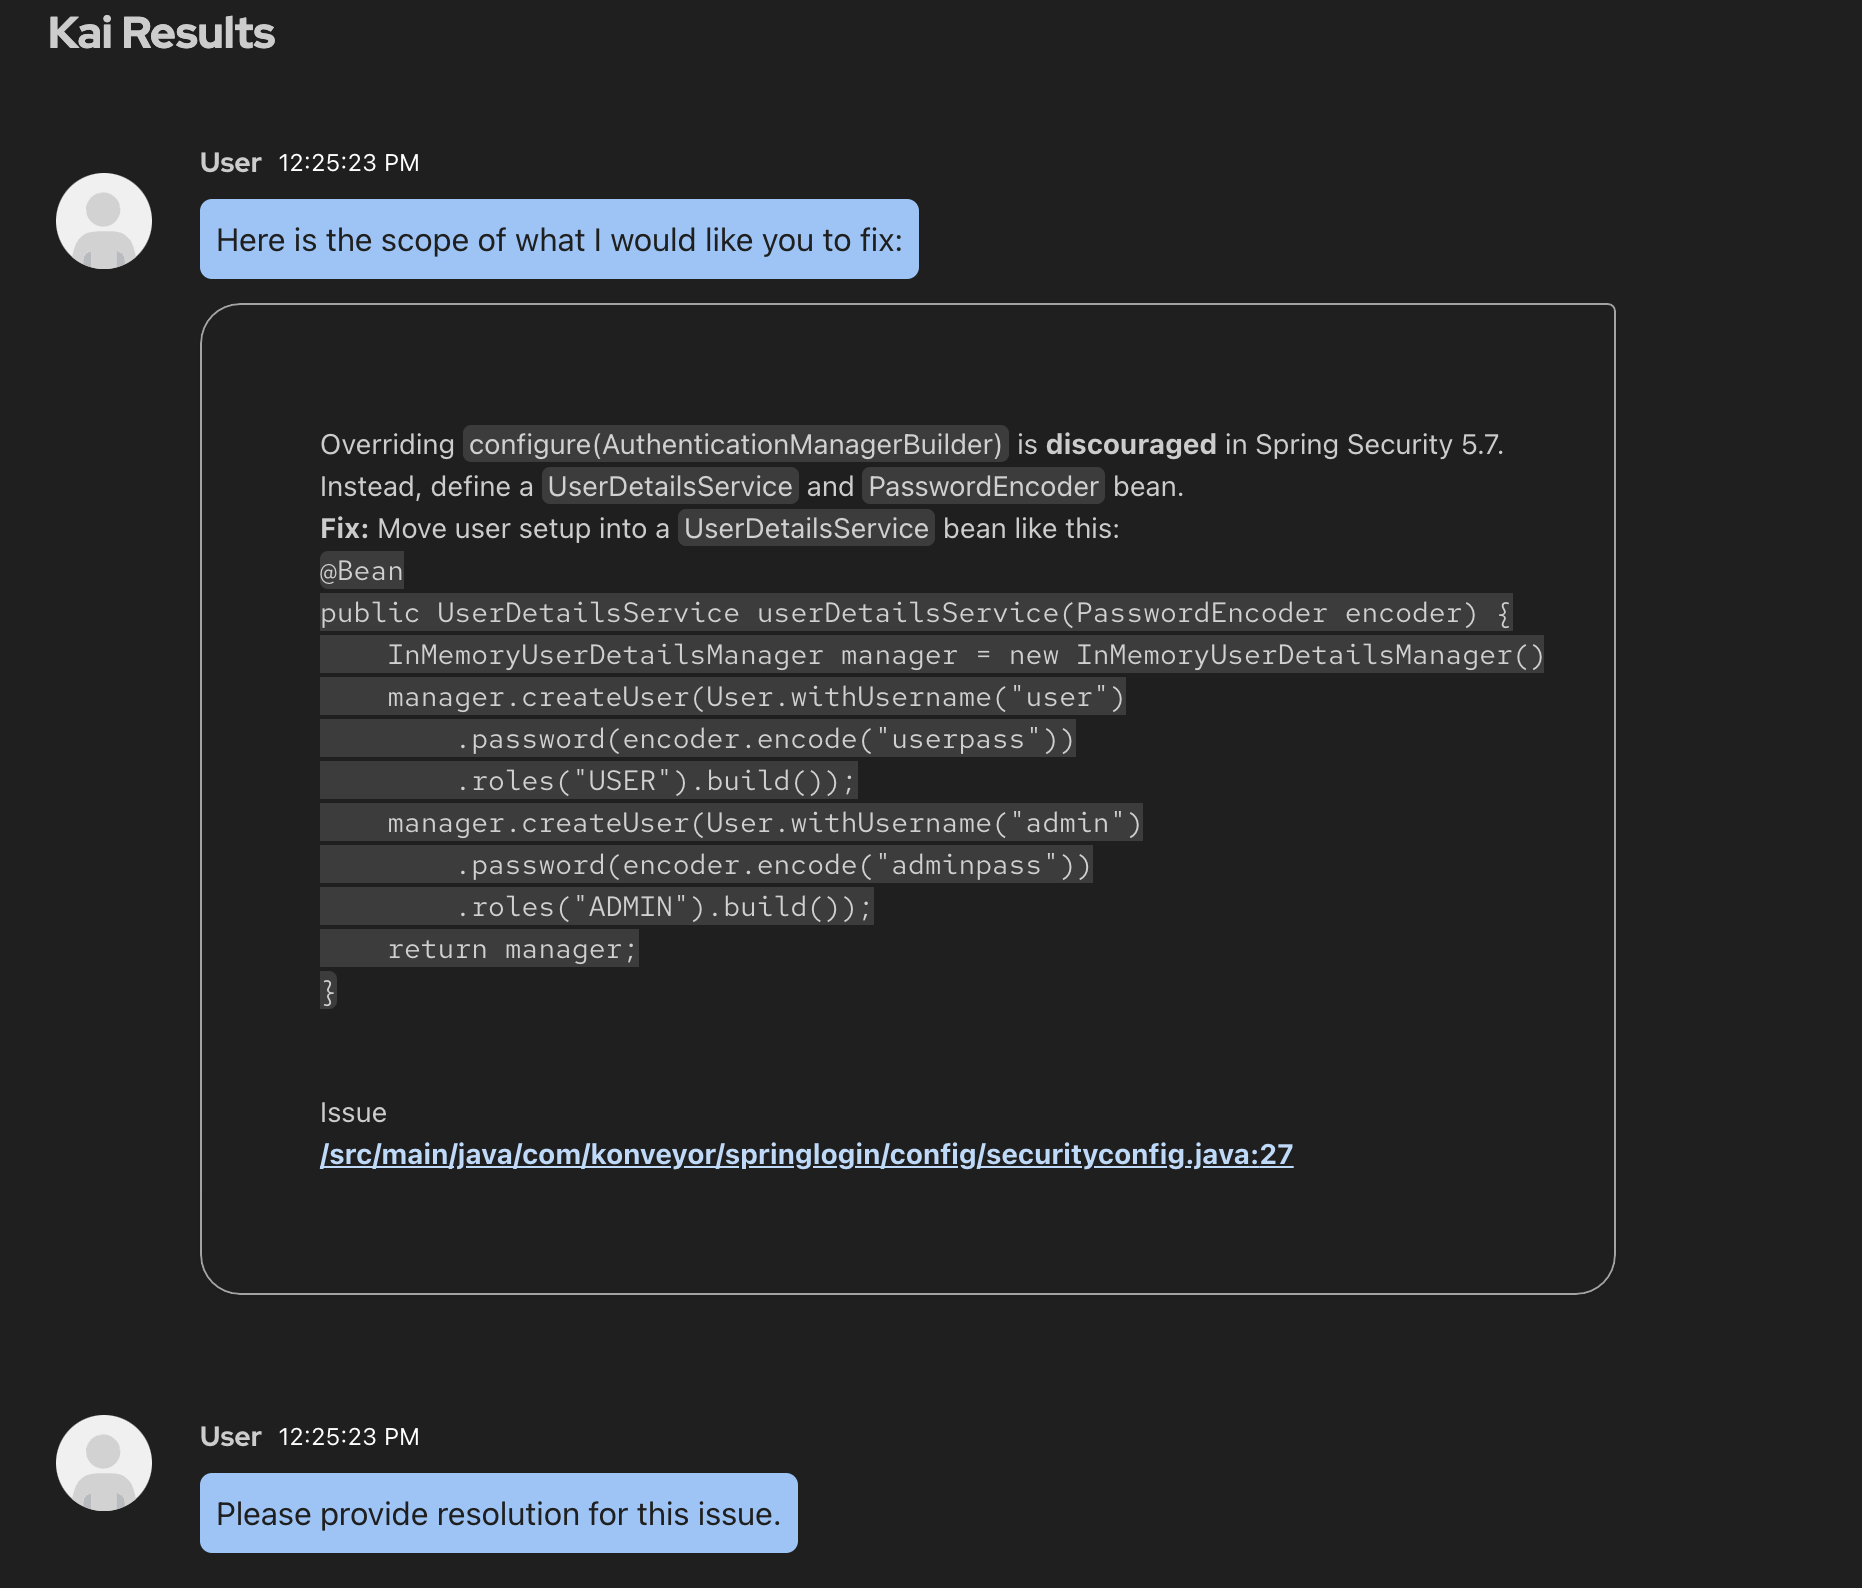 Kai Results
User 12:25:23 PM
Here is the scope of what I would like you to fix:
Overriding configure(AuthenticationManagerBuilder) is discouraged in Spring Security 5.7.
Instead, define a UserDetailsService and PasswordEncoder bean.
Fix: Move user setup into a UserDetailsService bean like this:
@Bean
public UserDetailsService userDetailsService(PasswordEncoder encoder) {
    InMemoryUserDetailsManager manager = new InMemoryUserDetailsManager()
    manager.createUser(User.withUsername("user")
        .password(encoder.encode("userpass"))
        .roles("USER").build());
    manager.createUser(User.withUsername("admin")
        .password(encoder.encode("adminpass"))
        .roles("ADMIN").build());
    return manager;
}
Issue
/src/main/java/com/konveyor/springlogin/config/securityconfig.java:27
User 12:25:23 PM
Please provide resolution for this issue.